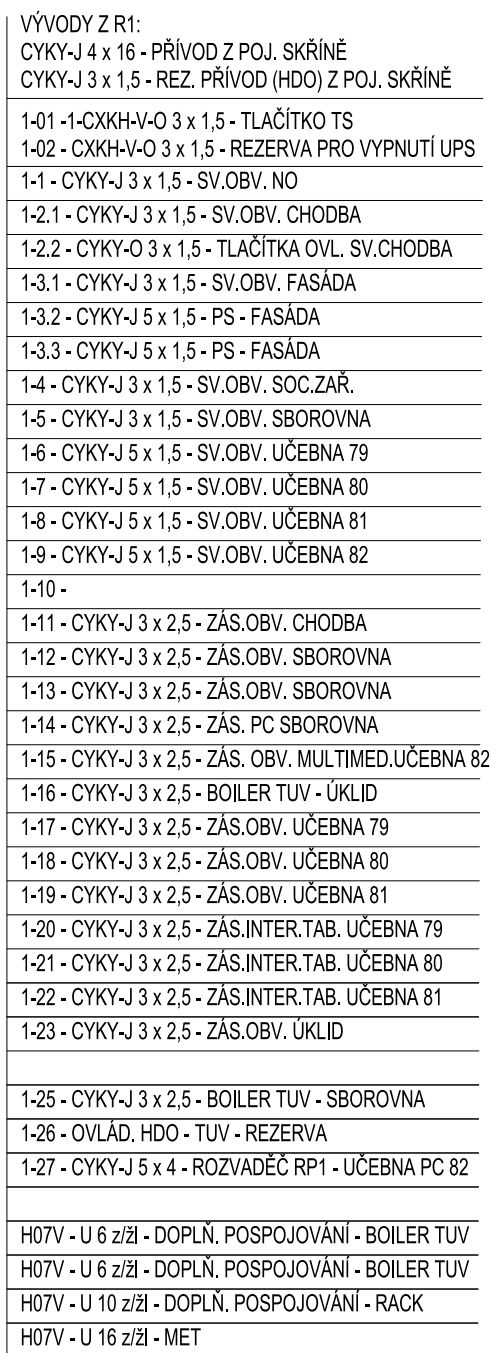 VÝVODY Z R1:
CYKY-J 4 x 16 - PŘÍVOD Z POJ. SKŘÍNĚ
CYKY-J 3 x 1,5 - REZ. PŘÍVOD (HDO) Z POJ. SKŘÍNĚ
1-01 -1-CXKH-V-O 3 x 1,5 - TLAČÍTKO TS
1-02 - CXKH-V-O 3 x 1,5 - REZERVA PRO VYPNUTÍ UPS
1-1 - CYKY-J 3 x 1,5 - SV.OBV. NO
1-2.1 - CYKY-J 3 x 1,5 - SV.OBV. CHODBA
1-2.2 - CYKY-O 3 x 1,5 - TLAČÍTKA OVL. SV.CHODBA
1-3.1 - CYKY-J 3 x 1,5 - SV.OBV. FASÁDA
1-3.2 - CYKY-J 5 x 1,5 - PS - FASÁDA
1-3.3 - CYKY-J 5 x 1,5 - PS - FASÁDA
1-4 - CYKY-J 3 x 1,5 - SV.OBV. SOC.ZAŘ.
1-5 - CYKY-J 3 x 1,5 - SV.OBV. SBOROVNA
1-6 - CYKY-J 5 x 1,5 - SV.OBV. UČEBNA 79
1-7 - CYKY-J 5 x 1,5 - SV.OBV. UČEBNA 80
1-8 - CYKY-J 5 x 1,5 - SV.OBV. UČEBNA 81
1-9 - CYKY-J 5 x 1,5 - SV.OBV. UČEBNA 82
1-10 -
1-11 - CYKY-J 3 x 2,5 - ZÁS.OBV. CHODBA
1-12 - CYKY-J 3 x 2,5 - ZÁS.OBV. SBOROVNA
1-13 - CYKY-J 3 x 2,5 - ZÁS.OBV. SBOROVNA
1-14 - CYKY-J 3 x 2,5 - ZÁS. PC SBOROVNA
1-15 - CYKY-J 3 x 2,5 - ZÁS. OBV. MULTIMED.UČEBNA 82
1-16 - CYKY-J 3 x 2,5 - BOILER TUV - ÚKLID
1-17 - CYKY-J 3 x 2,5 - ZÁS.OBV. UČEBNA 79
1-18 - CYKY-J 3 x 2,5 - ZÁS.OBV. UČEBNA 80
1-19 - CYKY-J 3 x 2,5 - ZÁS.OBV. UČEBNA 81
1-20 - CYKY-J 3 x 2,5 - ZÁS.INTER.TAB. UČEBNA 79
1-21 - CYKY-J 3 x 2,5 - ZÁS.INTER.TAB. UČEBNA 80
1-22 - CYKY-J 3 x 2,5 - ZÁS.INTER.TAB. UČEBNA 81
1-23 - CYKY-J 3 x 2,5 - ZÁS.OBV. ÚKLID
1-25 - CYKY-J 3 x 2,5 - BOILER TUV - SBOROVNA
1-26 - OVLÁD. HDO - TUV - REZERVA
1-27 - CYKY-J 5 x 4 - ROZVADĚČ RP1 - UČEBNA PC 82
H07V - U 6 z/žl - DOPLŇ. POSPOJOVÁNÍ - BOILER TUV
H07V - U 6 z/žl - DOPLŇ. POSPOJOVÁNÍ - BOILER TUV
H07V - U 10 z/žl - DOPLŇ. POSPOJOVÁNÍ - RACK
H07V - U 16 z/žl - MET